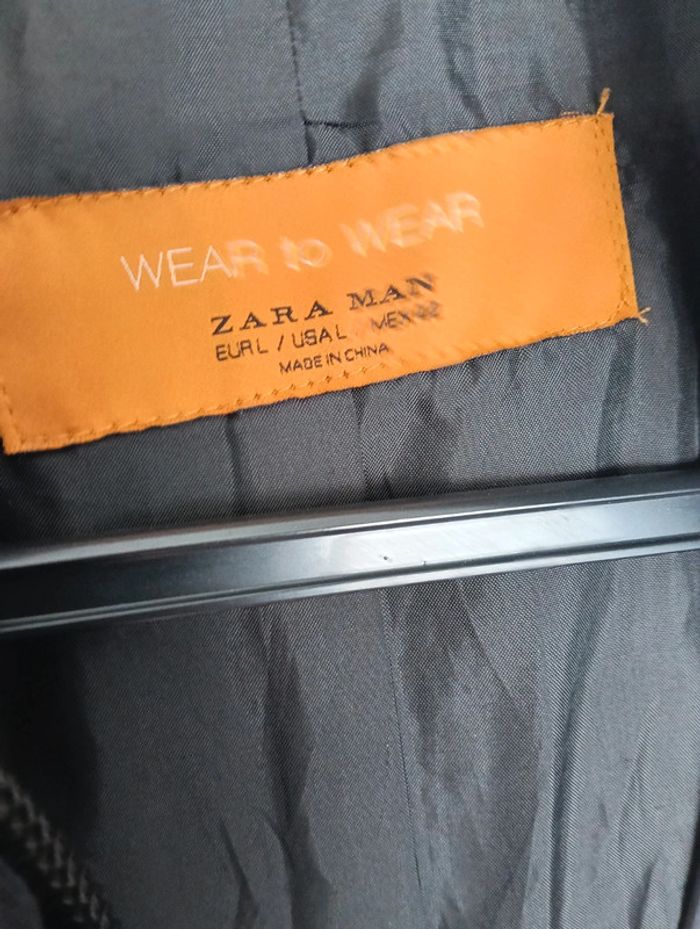 WEAR to WEAR
ZARA MAN
EUR L / USA L / MEX 42
MADE IN CHINA